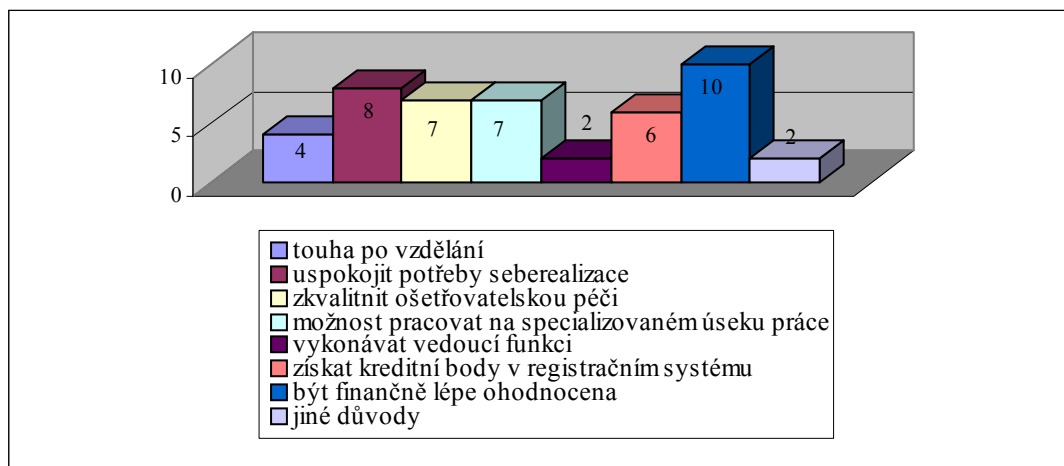 10
5
0
4
8
7
7
2
6
10
2
touha po vzdělání
uspokojit potřeby seberealizace
zkvalitnit ošetřovatelskou péči
možnost pracovat na specializovaném úseku práce
vykonávat vedoucí funkci
získat kreditní body v registračním systému
být finančně lépe ohodnocena
jiné důvody